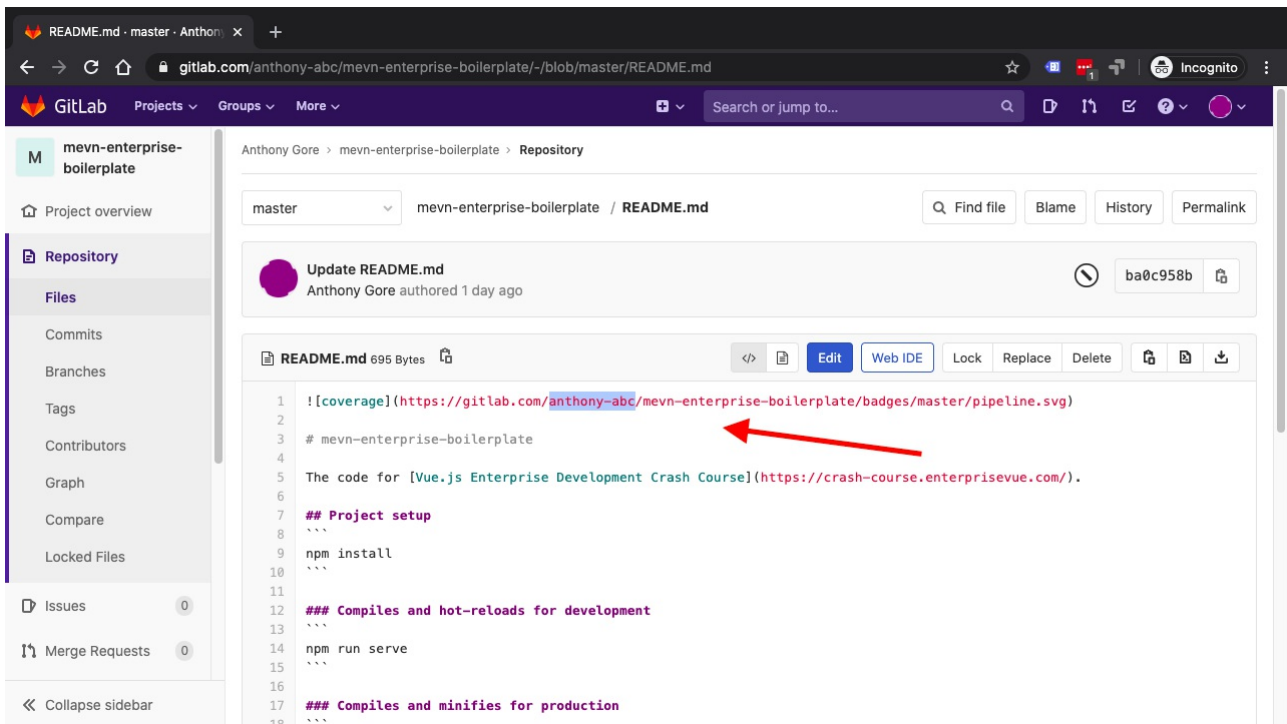 README.md · master · Anthony
gitlab.com/anthony-abc/mevn-enterprise-boilerplate/-/blob/master/README.md
1
Incognito
GitLab Projects Groups More Search or jump to...
M mevn-enterprise-boilerplate
Anthony Gore > mevn-enterprise-boilerplate > Repository
Project overview
Repository
Files
Commits
Branches
Tags
Contributors
Graph
Compare
Locked Files
Issues 0
Merge Requests 0
Collapse sidebar
master mevn-enterprise-boilerplate / README.md Find file Blame History Permalink
Update README.md
Anthony Gore authored 1 day ago
ba0c958b
README.md 695 Bytes </> Edit Web IDE Lock Replace Delete
1 ![coverage](https://gitlab.com/anthony-abc/mevn-enterprise-boilerplate/badges/master/pipeline.svg)
2
3 # mevn-enterprise-boilerplate
4
5 The code for [Vue.js Enterprise Development Crash Course](https://crash-course.enterprisevue.com/).
6
7 ## Project setup
8 ```
9 npm install
10 ```
11
12 ### Compiles and hot-reloads for development
13 ```
14 npm run serve
15 ```
16
17 ### Compiles and minifies for production
18 ```